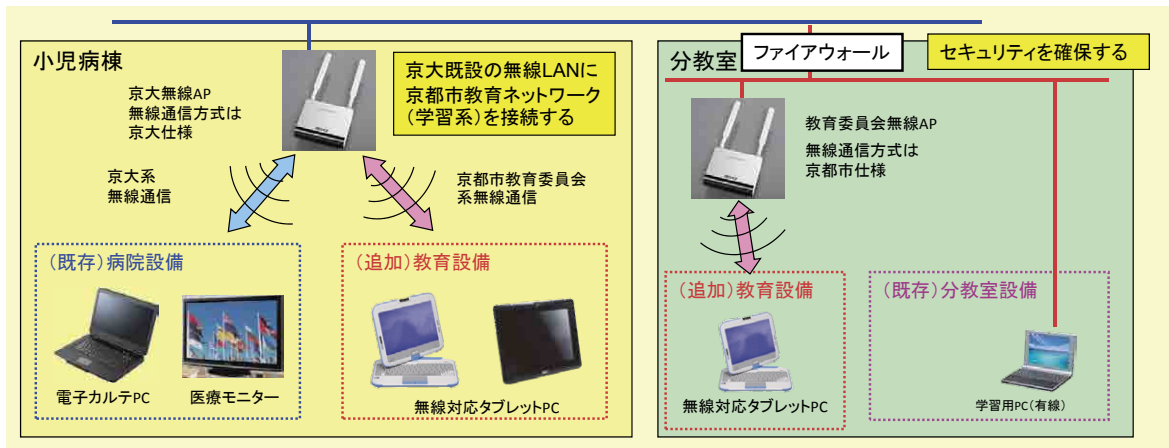 小児病棟
京大無線AP
無線通信方式は
京大仕様
京大既設の無線LANに
京都市教育ネットワーク
（学習系）を接続する
京大系
無線通信
京都市教育委員会
系無線通信
（既存）病院設備
電子カルテPC
医療モニター
（追加）教育設備
無線対応タブレットPC
分教室
ファイアウォール
セキュリティを確保する
教育委員会無線AP
無線通信方式は
京都市仕様
（追加）教育設備
無線対応タブレットPC
（既存）分教室設備
学習用PC（有線）